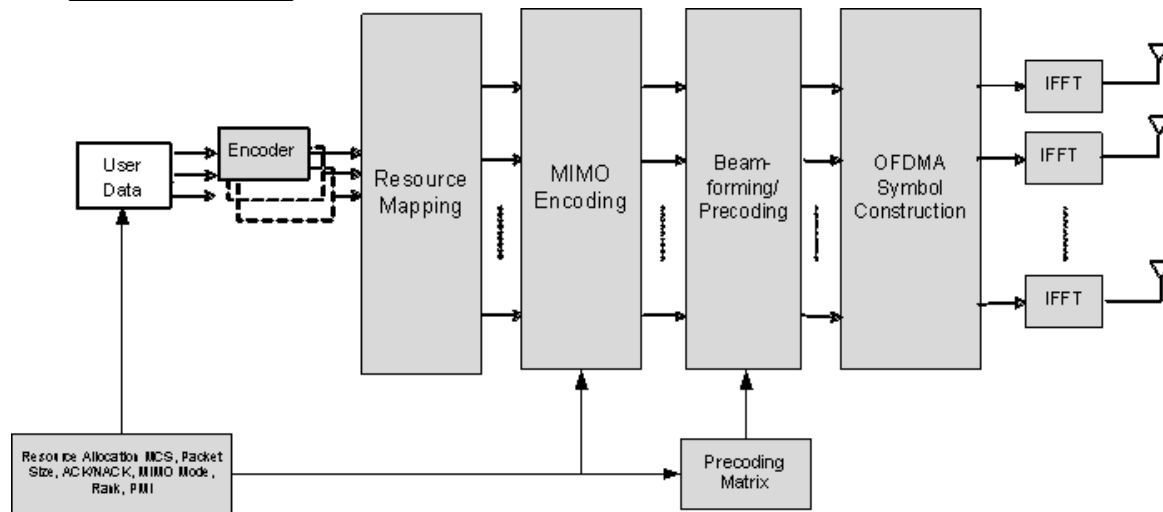 IFFT
User
Data
Encoder
Resource
Mapping
MIMO
Encoding
Beam-
forming/
Precoding
OFDMA
Symbol
Construction
IFFT
IFFT
Resource Allocation MCS, Packet
Size, ACK/NACK, MIMO Mode,
Rank, PMI
Precoding
Matrix